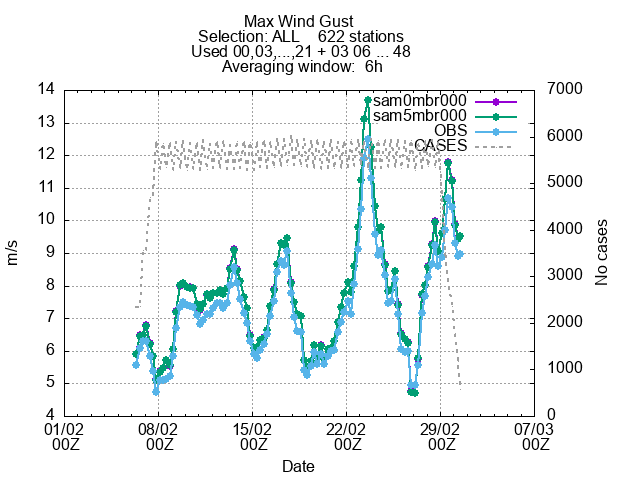 Max Wind Gust
Selection: ALL    622 stations
Used 00,03,...,21 + 03 06 ... 48
Averaging window:  6h
14
13
12
11
10
9
8
7
6
5
4
7000
6000
5000
4000
3000
2000
1000
0
sam0mbr000
sam5mbr000
OBS
CASES
m/s
No cases
01/02 08/02 15/02 22/02 29/02 07/03
00Z 00Z 00Z 00Z 00Z 00Z
Date